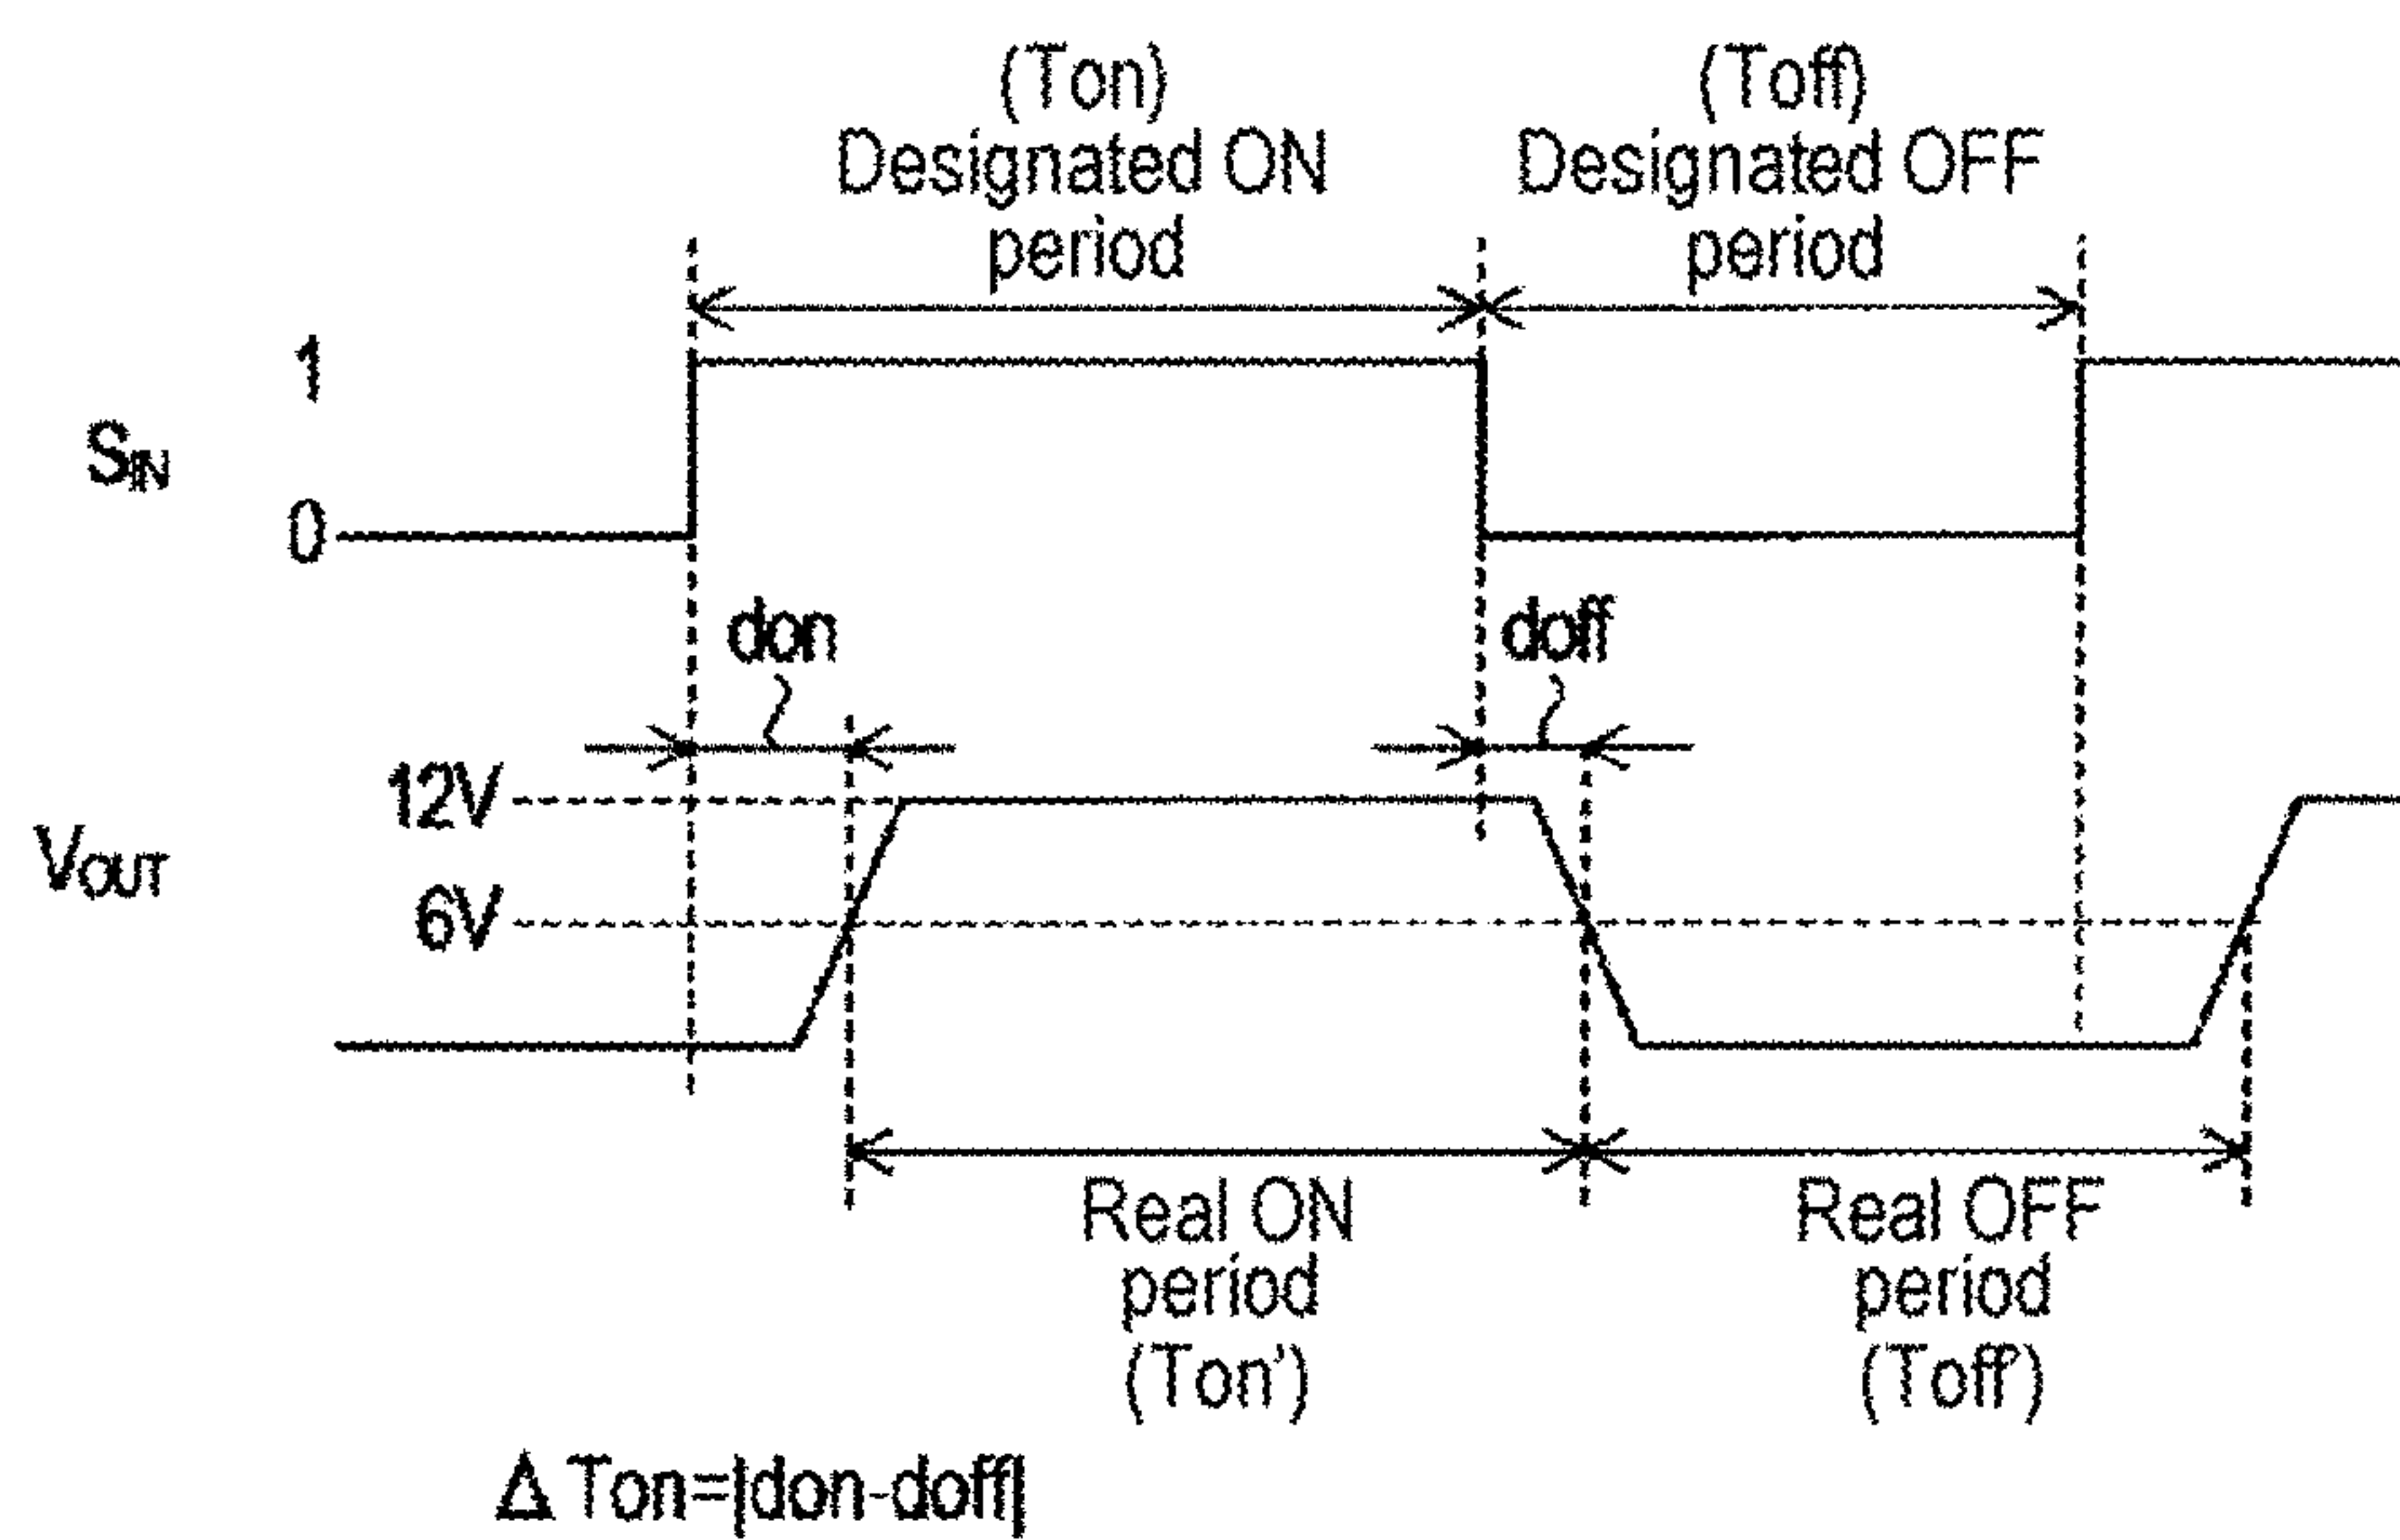 (Ton)
Designated ON
period
(Toff)
Designated OFF
period
1
SIN
0
don
doff
12V
VOUT
6V
Real ON
period
(Ton')
Real OFF
period
(Toff')
Δ Ton=|don-doff|